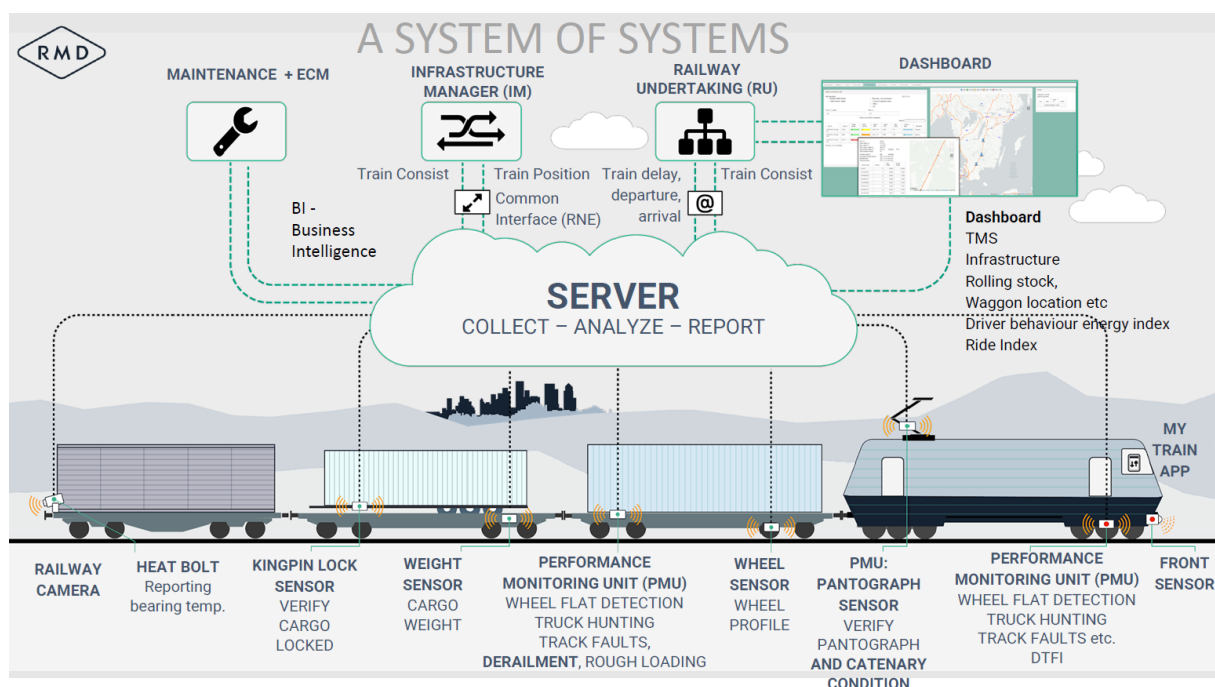 RMD
A SYSTEM OF SYSTEMS
MAINTENANCE + ECM
INFRASTRUCTURE
MANAGER (IM)
RAILWAY
UNDERTAKING (RU)
DASHBOARD
Train Consist
Train Position
Common
Interface (RNE)
Train delay,
departure,
arrival
@
Train Consist
BI -
Business
Intelligence
Dashboard
TMS
Infrastructure
Rolling stock,
Waggon location etc
Driver behaviour energy index
Ride Index
SERVER
COLLECT – ANALYZE – REPORT
MY
TRAIN
APP
RAILWAY
CAMERA
HEAT BOLT
Reporting
bearing temp.
KINGPIN LOCK
SENSOR
VERIFY
CARGO
LOCKED
WEIGHT
SENSOR
CARGO
WEIGHT
PERFORMANCE
MONITORING UNIT (PMU)
WHEEL FLAT DETECTION
TRUCK HUNTING
TRACK FAULTS,
DERAILMENT, ROUGH LOADING
WHEEL
SENSOR
WHEEL
PROFILE
PMU:
PANTOGRAPH
SENSOR
VERIFY
PANTOGRAPH
AND CATENARY
CONDITION
PERFORMANCE
MONITORING UNIT (PMU)
WHEEL FLAT DETECTION
TRUCK HUNTING
TRACK FAULTS etc.
DTFI
FRONT
SENSOR